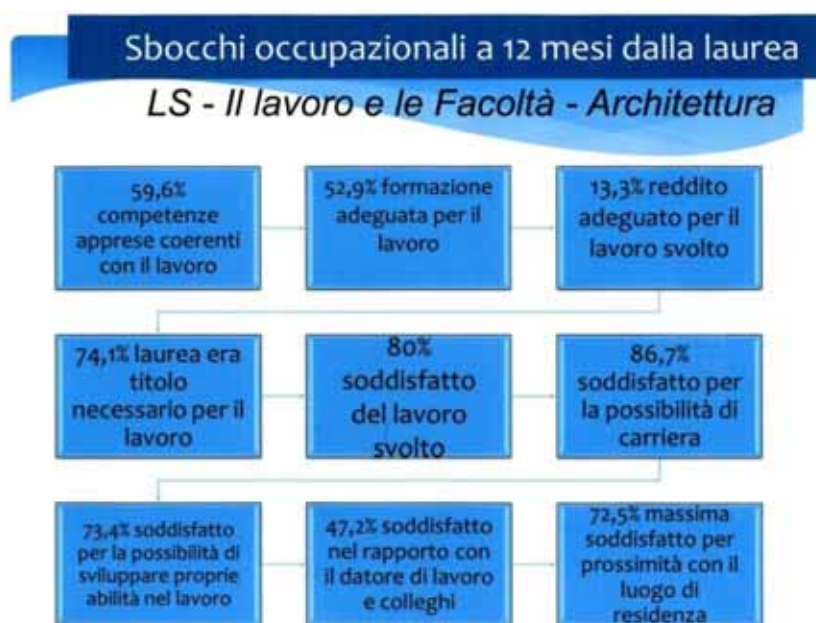 Sbocchi occupazionali a 12 mesi dalla laurea
LS - Il lavoro e le Facoltà - Architettura
59,6%
competenze
apprese coerenti
con il lavoro
52,9% formazione
adeguata per il
lavoro
13,3% reddito
adeguato per il
lavoro svolto
74,1% laurea era
titolo
necessario per il
lavoro
80%
soddisfatto
del lavoro
svolto
86,7%
soddisfatto per
la possibilità di
carriera
73,4% soddisfatto
per la possibilità di
sviluppare proprie
abilità nel lavoro
47,2% soddisfatto
nel rapporto con
il datore di lavoro
e colleghi
72,5% massima
soddisfatto per
prossimità con il
luogo di
residenza